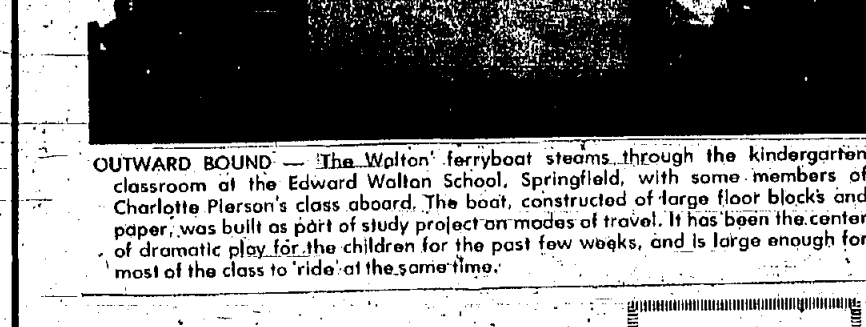 OUTWARD BOUND — 'The Walton' ferryboat steams through the kindergarten
classroom at the Edward Walton School, Springfield, with some members of
Charlotte Pierson's class aboard. The boat, constructed of large floor blocks and
paper, was built as part of study project on modes of travel. It has been the center
of dramatic play for the children for the past few weeks, and is large enough for
most of the class to 'ride' at the same time.